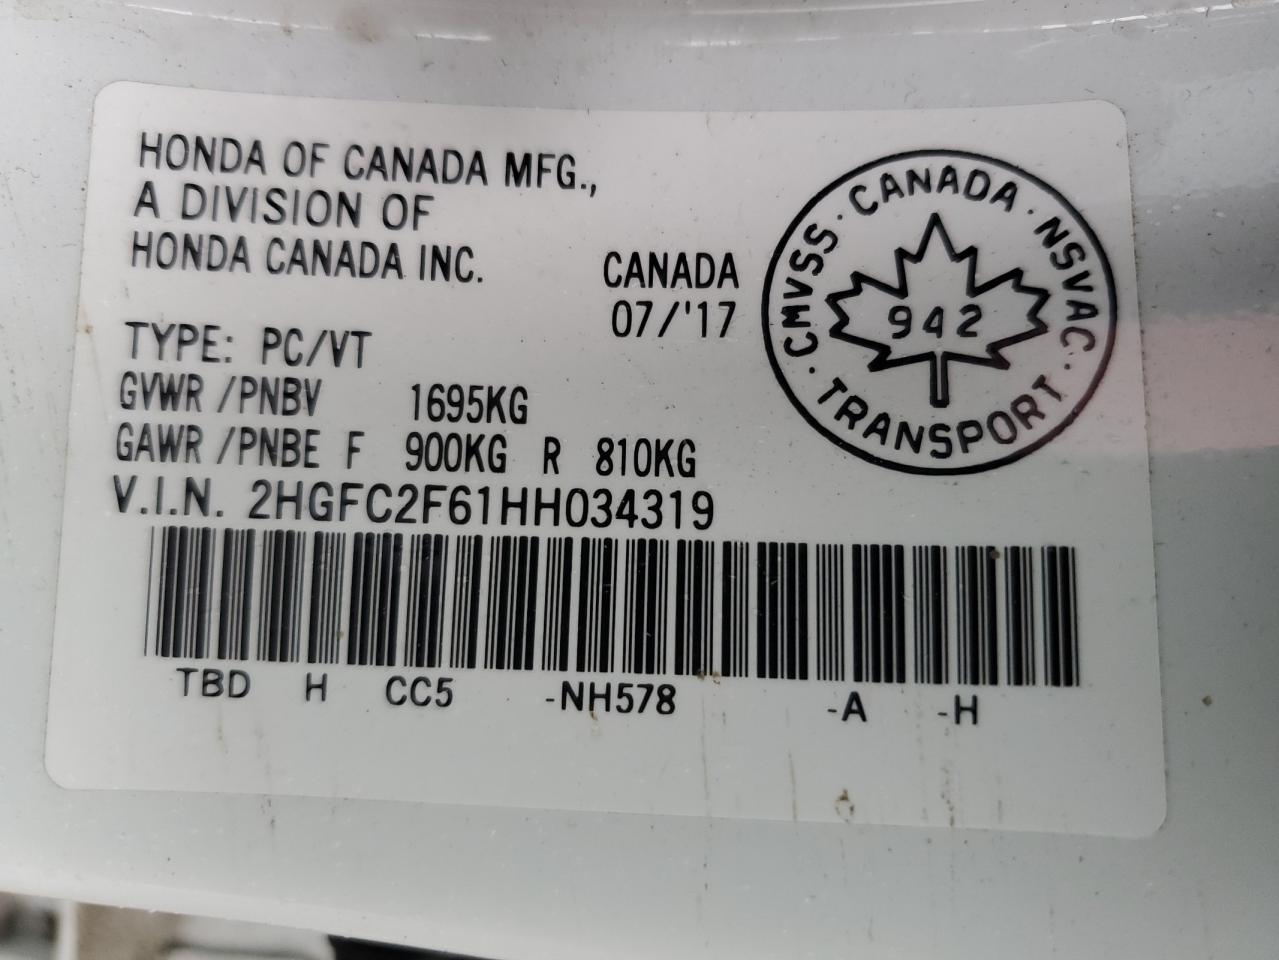 HONDA OF CANADA MFG.,
A DIVISION OF
HONDA CANADA INC.
CANADA
07/'17
CMVSS · CANADA · NSVAC · TRANSPORT ·
942
TYPE: PC/VT
GVWR /PNBV 1695KG
GAWR /PNBE F 900KG R 810KG
V.I.N. 2HGFC2F61HH034319
TBD H CC5 -NH578 -A -H